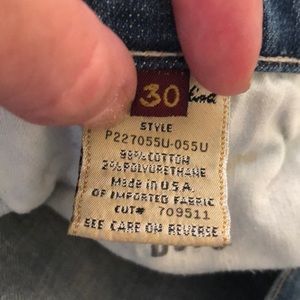 30
STYLE
P227055U-055U
98%COTTON
2%POLYURETHANE
MADE IN U.S.A.
OF IMPORTED FABRIC
CUT# 709511
SEE CARE ON REVERSE